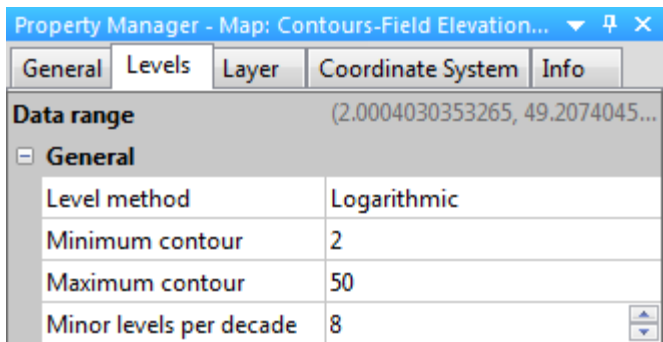 Property Manager - Map: Contours-Field Elevation...
General Levels Layer Coordinate System Info
Data range (2.0004030353265, 49.2074045...
General
Level method Logarithmic
Minimum contour 2
Maximum contour 50
Minor levels per decade 8